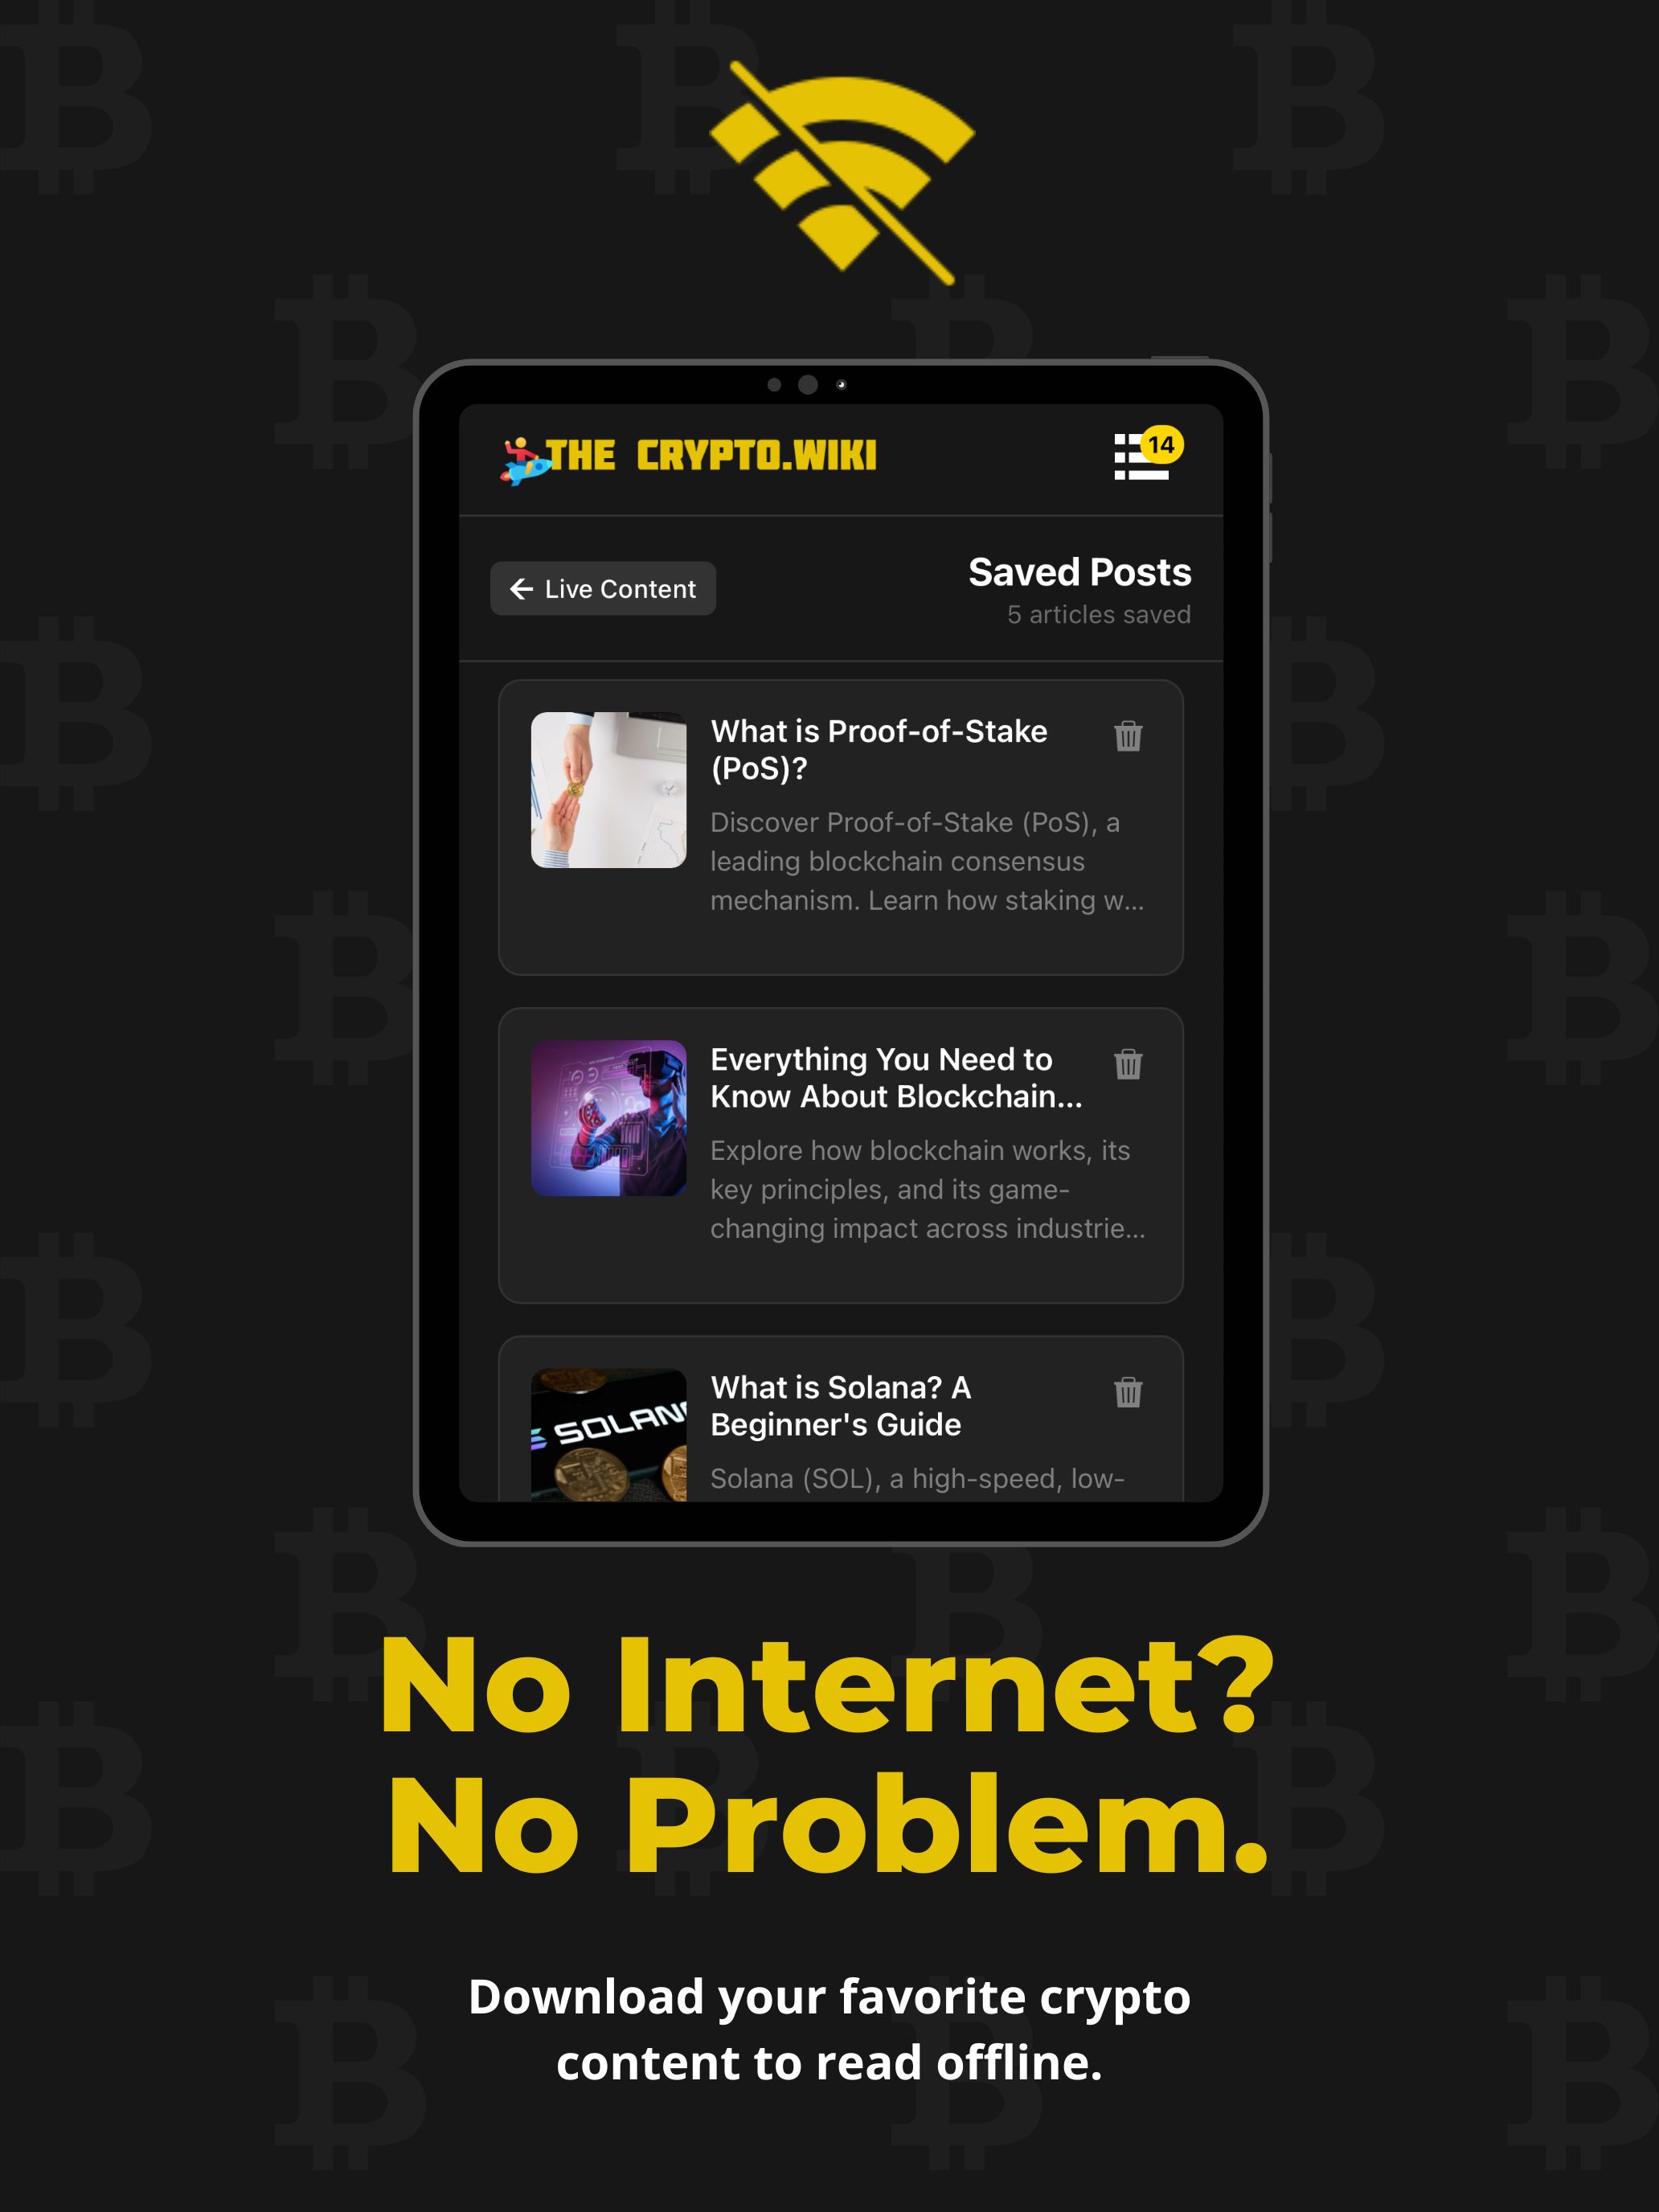 THE CRYPTO.WIKI
14
← Live Content
Saved Posts
5 articles saved
What is Proof-of-Stake
(PoS)?
Discover Proof-of-Stake (PoS), a
leading blockchain consensus
mechanism. Learn how staking w...
Everything You Need to
Know About Blockchain...
Explore how blockchain works, its
key principles, and its game-
changing impact across industrie...
SOLANA
What is Solana? A
Beginner's Guide
Solana (SOL), a high-speed, low-
No Internet?
No Problem.
Download your favorite crypto
content to read offline.